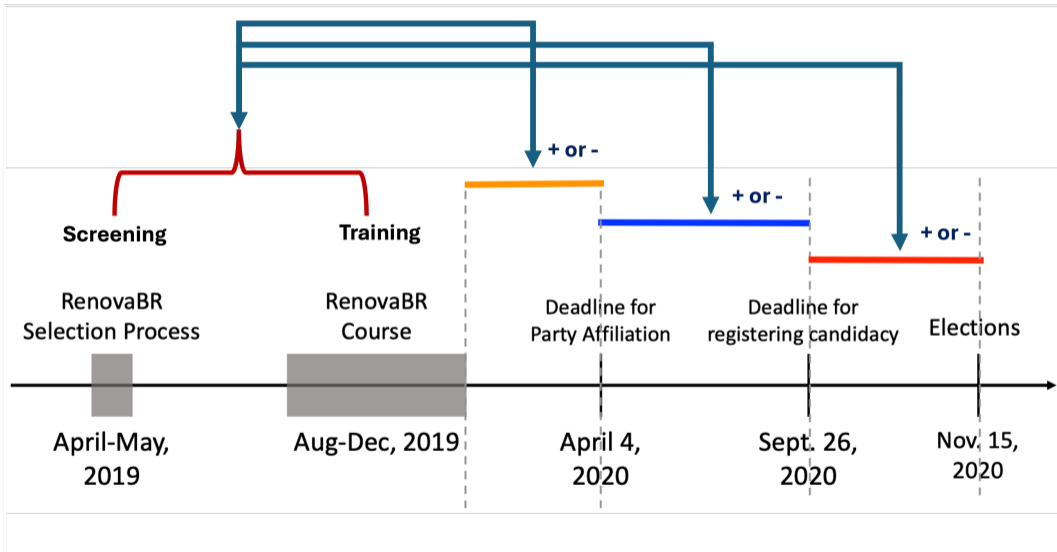 + or -
+ or -
+ or -
Screening
Training
RenovaBR
Selection Process
RenovaBR
Course
Deadline for
Party Affiliation
Deadline for
registering candidacy
Elections
April-May,
2019
Aug-Dec, 2019
April 4,
2020
Sept. 26,
2020
Nov. 15,
2020